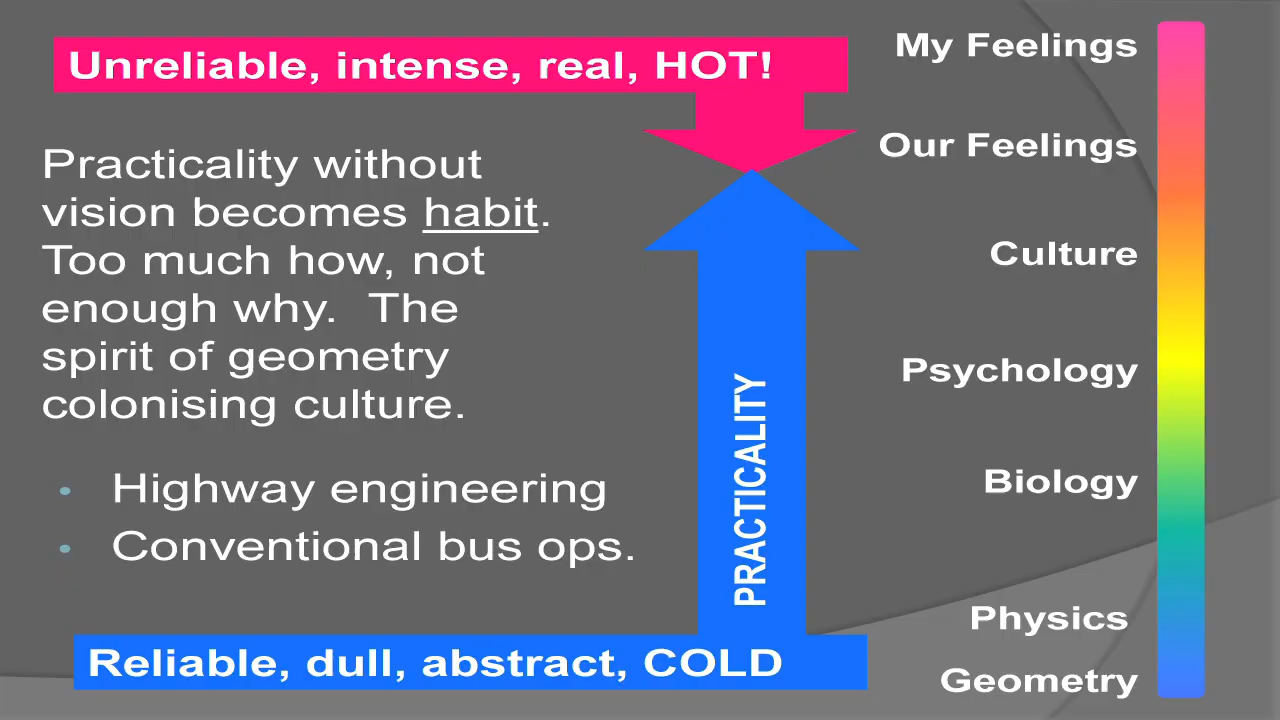 Unreliable, intense, real, HOT!
Practicality without
vision becomes habit.
Too much how, not
enough why.  The
spirit of geometry
colonising culture.
• Highway engineering
• Conventional bus ops.
PRACTICALITY
Reliable, dull, abstract, COLD
My Feelings
Our Feelings
Culture
Psychology
Biology
Physics
Geometry